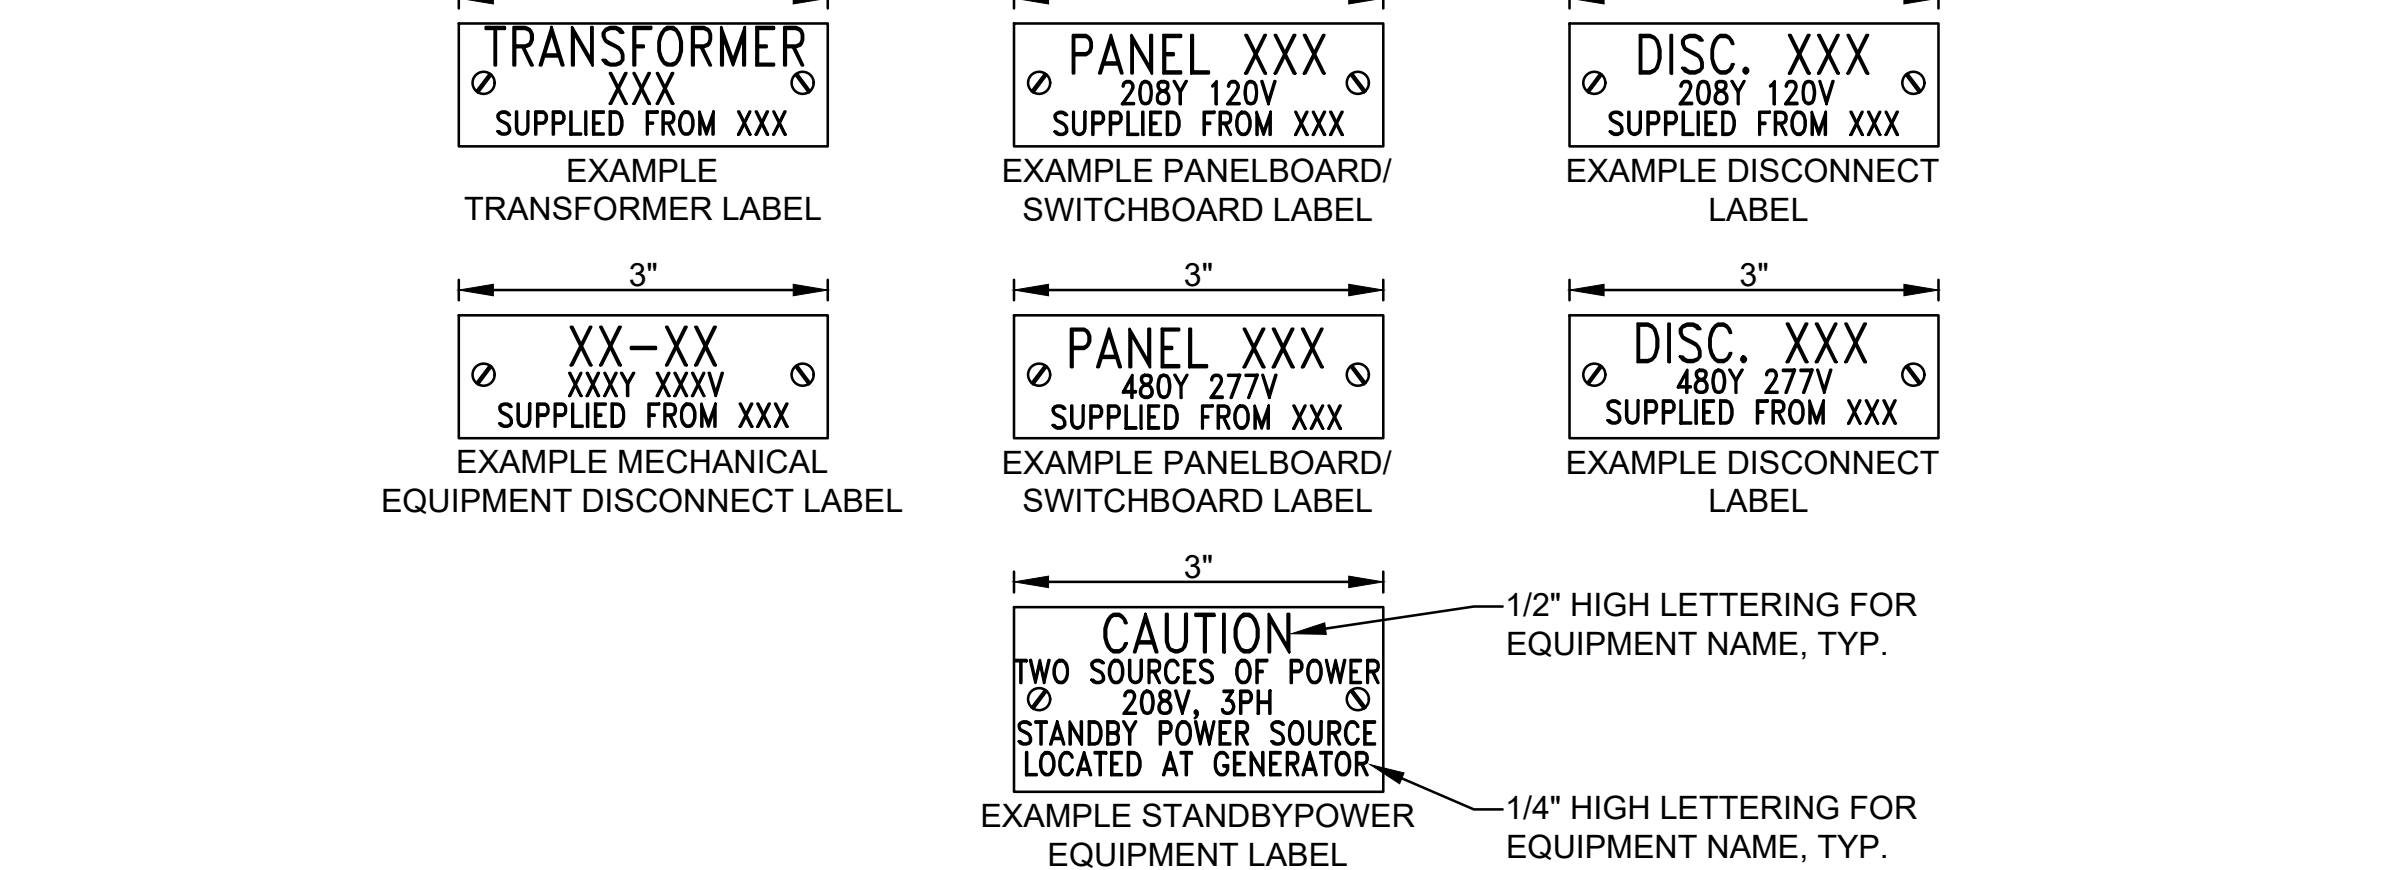 TRANSFORMER
XXX
SUPPLIED FROM XXX
EXAMPLE
TRANSFORMER LABEL
PANEL XXX
208Y 120V
SUPPLIED FROM XXX
EXAMPLE PANELBOARD/
SWITCHBOARD LABEL
DISC. XXX
208Y 120V
SUPPLIED FROM XXX
EXAMPLE DISCONNECT
LABEL
3"
XX-XX
XXXY XXXV
SUPPLIED FROM XXX
EXAMPLE MECHANICAL
EQUIPMENT DISCONNECT LABEL
3"
PANEL XXX
480Y 277V
SUPPLIED FROM XXX
EXAMPLE PANELBOARD/
SWITCHBOARD LABEL
3"
DISC. XXX
480Y 277V
SUPPLIED FROM XXX
EXAMPLE DISCONNECT
LABEL
3"
CAUTION
TWO SOURCES OF POWER
208V, 3PH
STANDBY POWER SOURCE
LOCATED AT GENERATOR
EXAMPLE STANDBYPOWER
EQUIPMENT LABEL
1/2" HIGH LETTERING FOR
EQUIPMENT NAME, TYP.
1/4" HIGH LETTERING FOR
EQUIPMENT NAME, TYP.